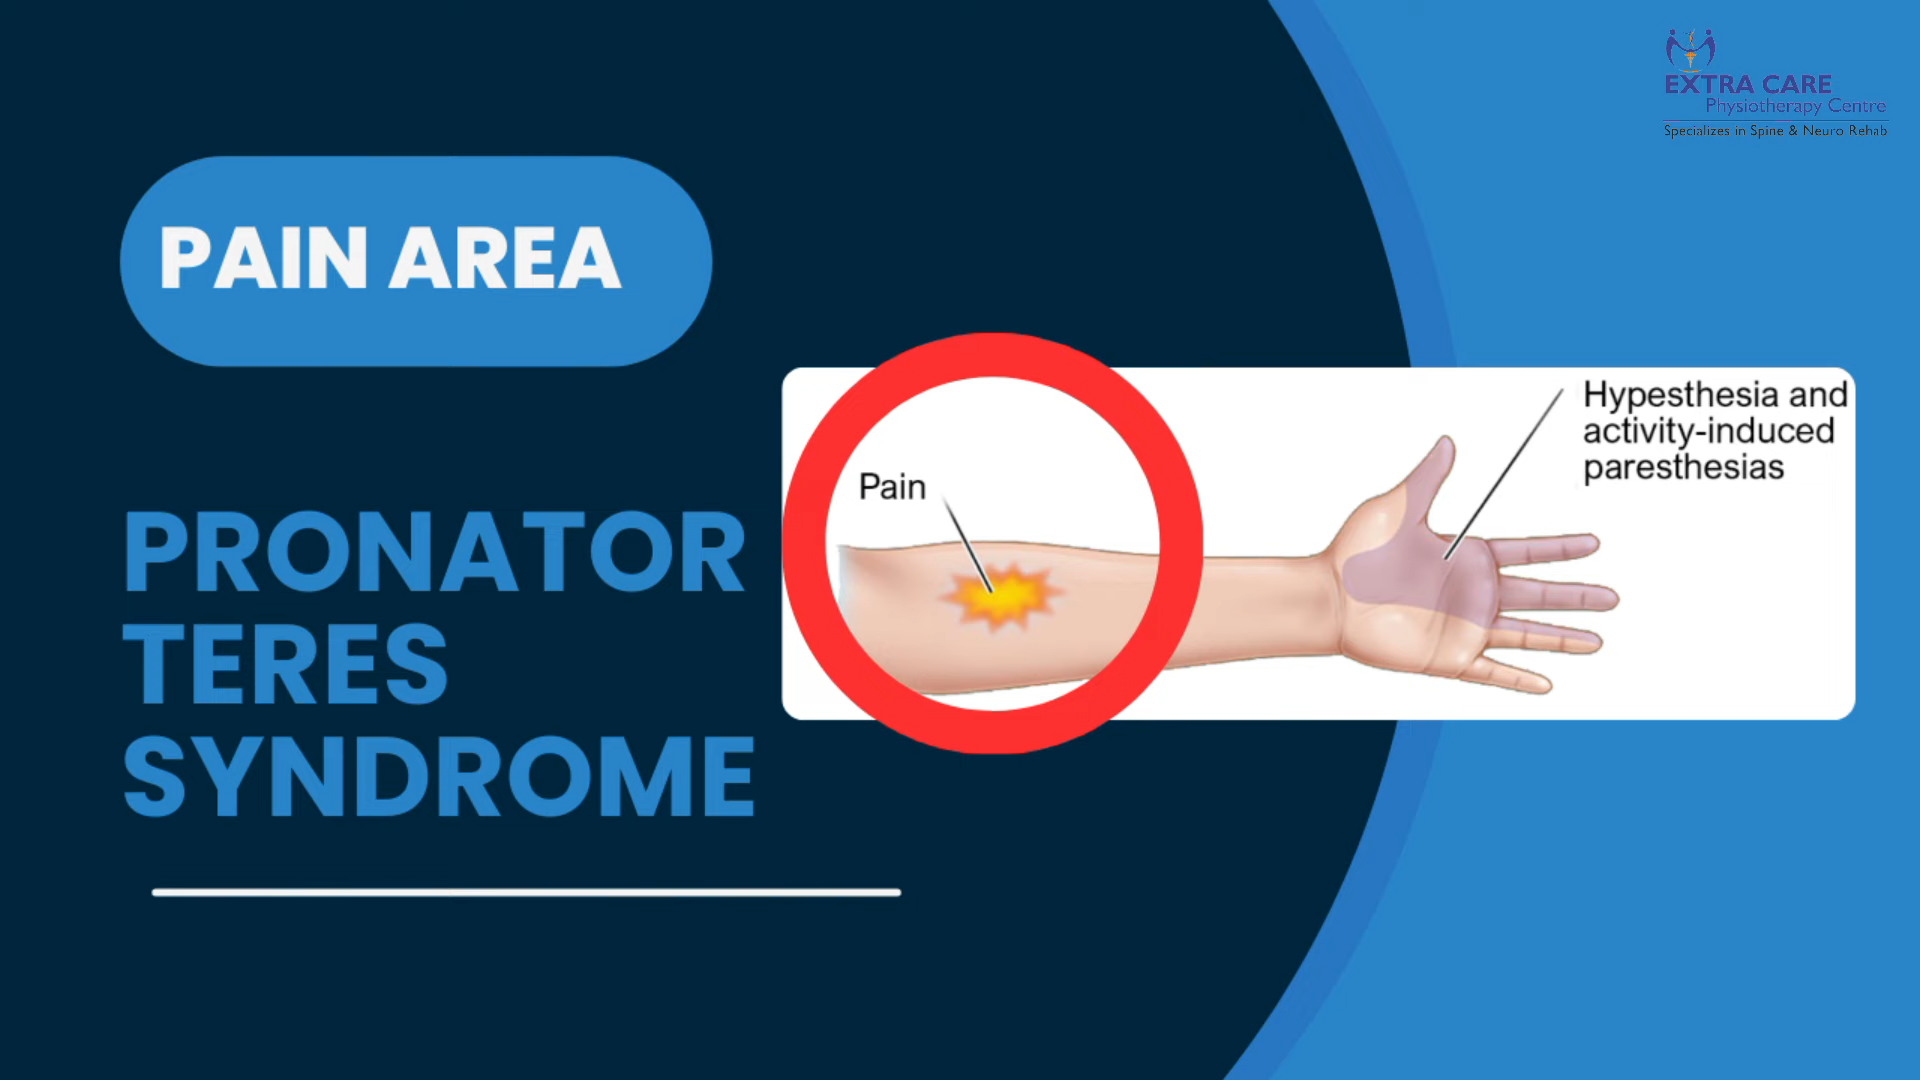 EXTRA CARE
Physiotherapy Centre
Specializes in Spine & Neuro Rehab
PAIN AREA
PRONATOR
TERES
SYNDROME
Pain
Hypesthesia and
activity-induced
paresthesias